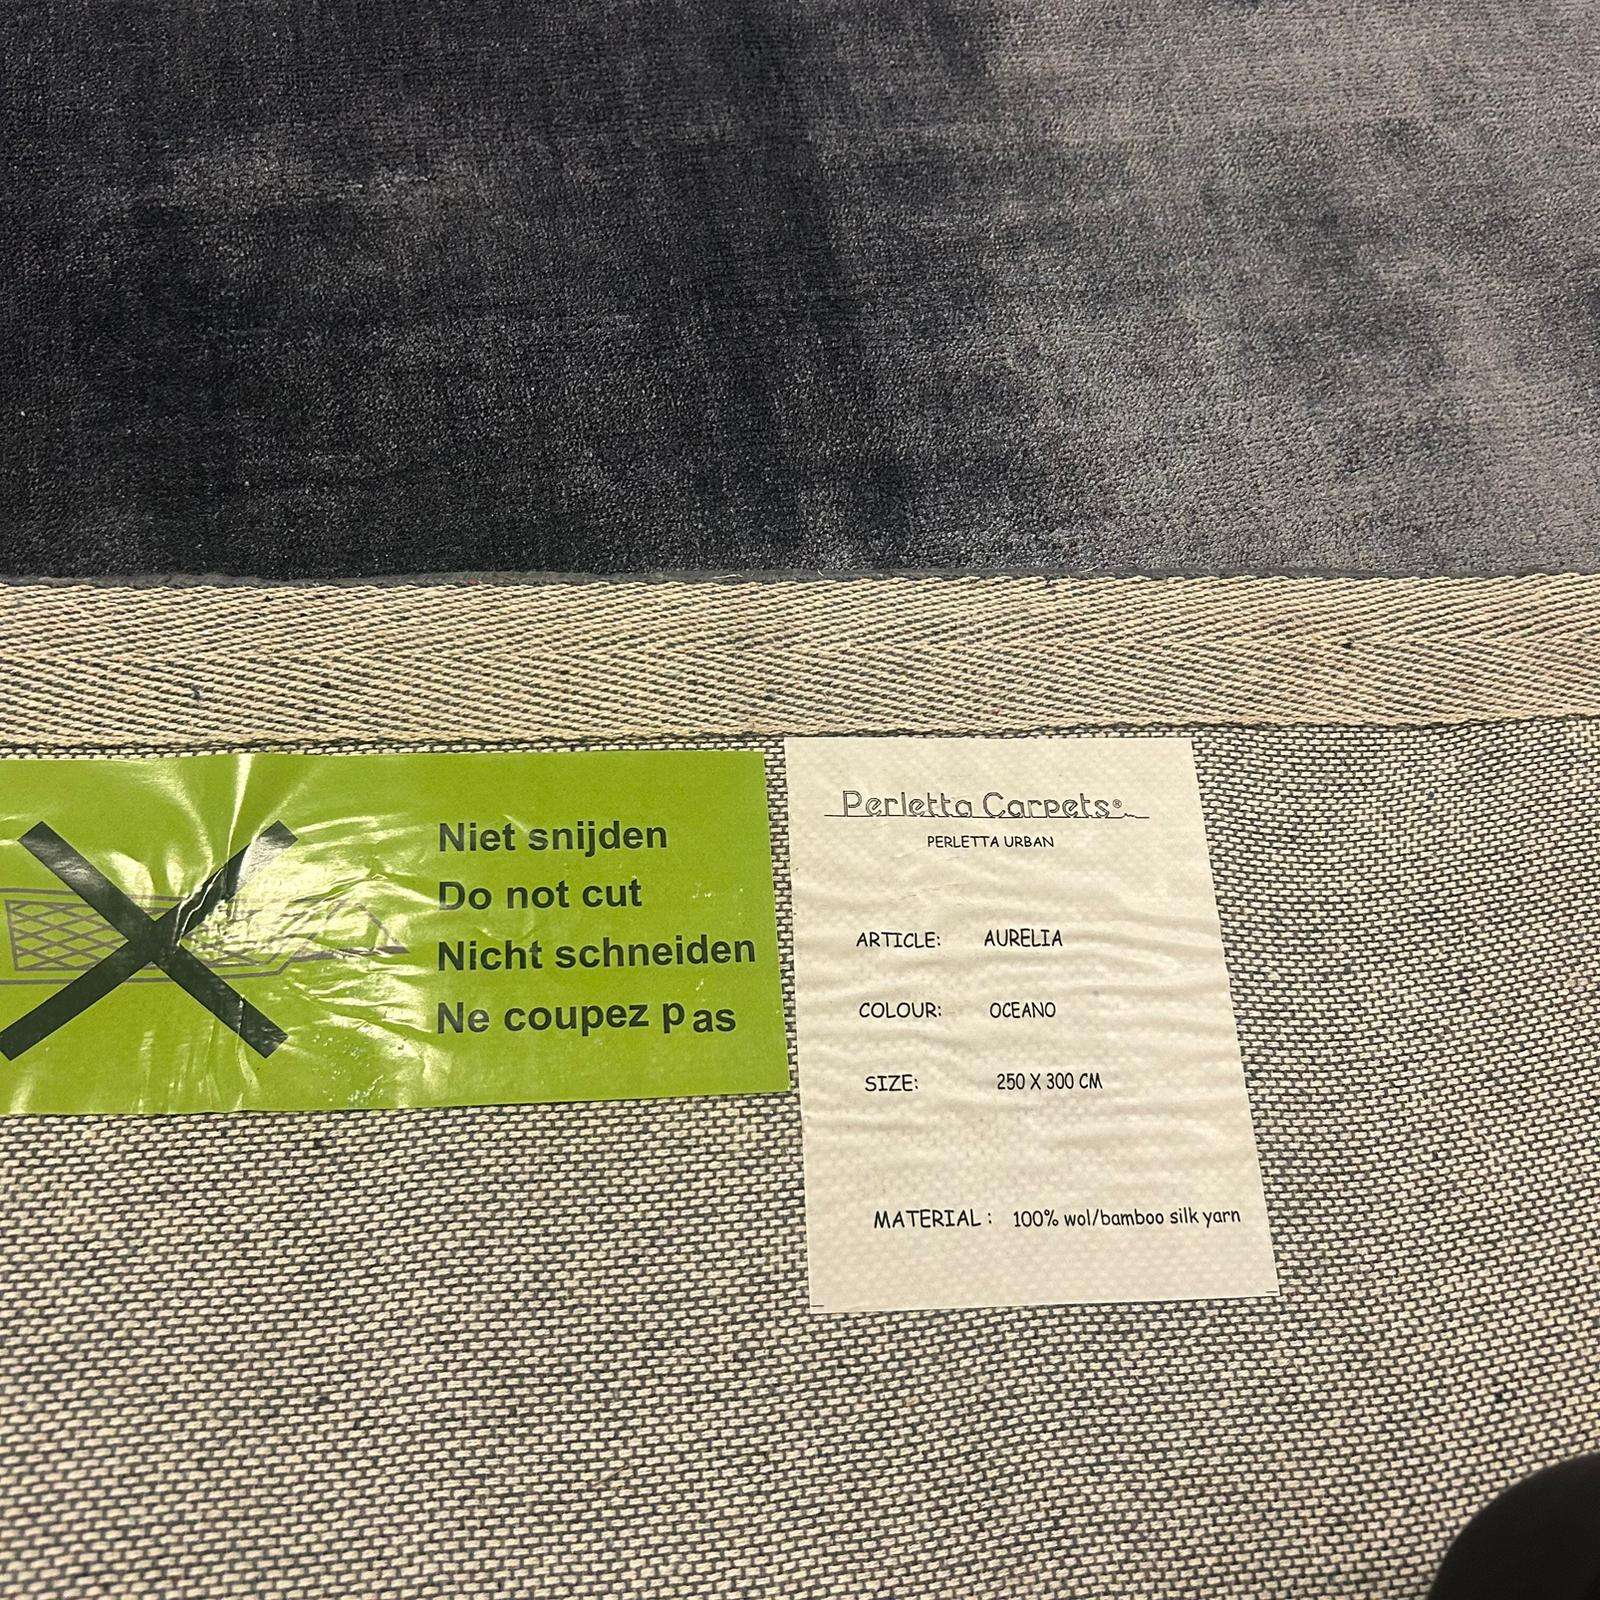 Niet snijden
Do not cut
Nicht schneiden
Ne coupez pas
Perletta Carpets®
PERLETTA URBAN
ARTICLE: AURELIA
COLOUR: OCEANO
SIZE: 250 X 300 CM
MATERIAL : 100% wol/bamboo silk yarn